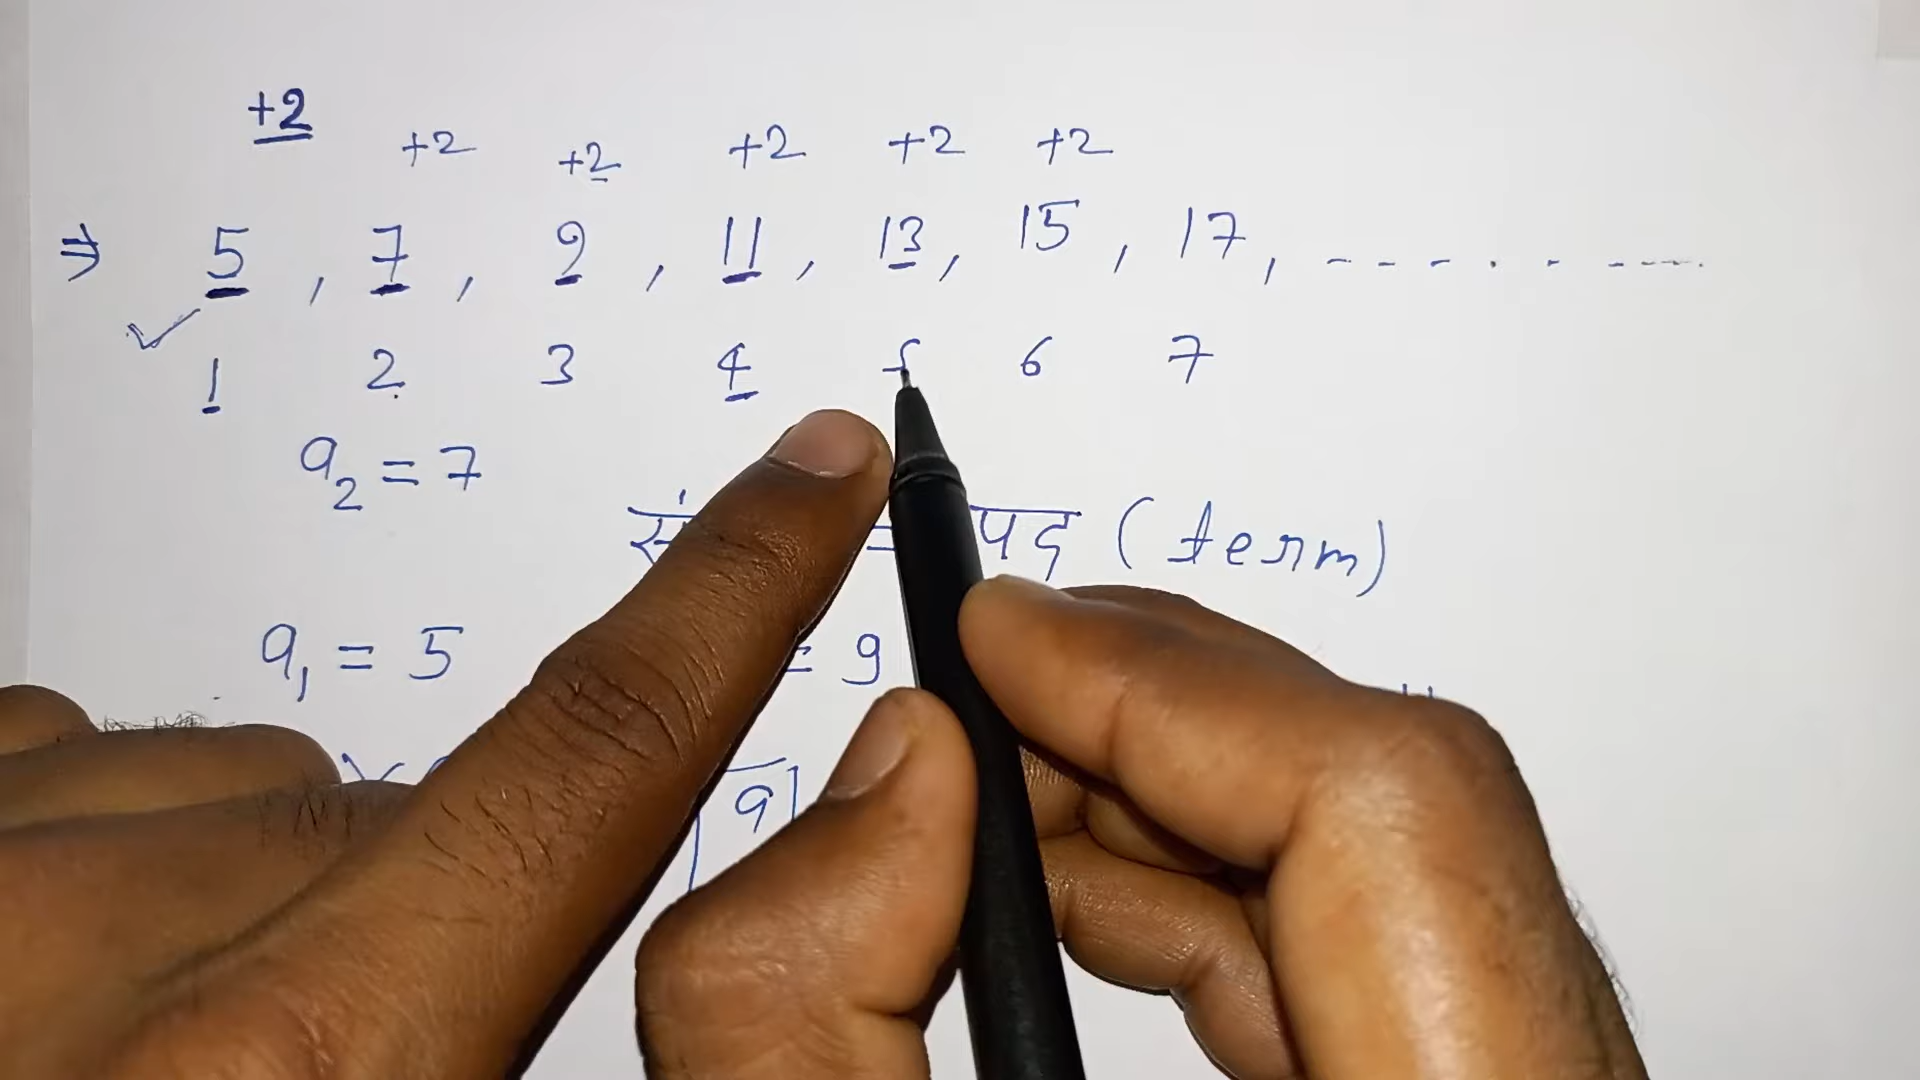 +2 +2 +2 +2 +2 +2
⇒ 5 , 7 , 9 , 11 , 13 , 15 , 17 , - - - - - - - -
1 2 3 4 5 6 7
a₂ = 7
= पद ( term )
a₁ = 5 = 9
a